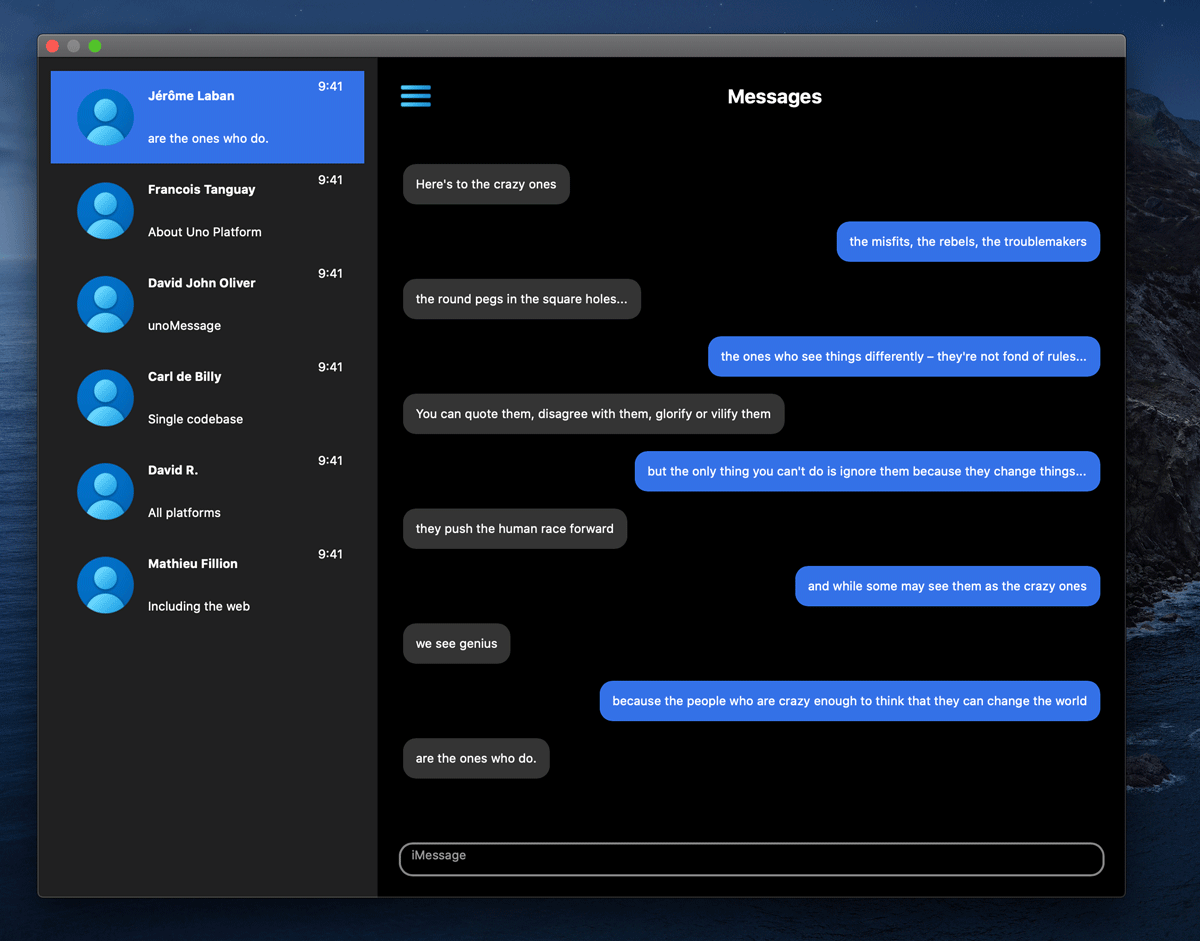 Jérôme Laban
9:41
are the ones who do.
Francois Tanguay
9:41
About Uno Platform
David John Oliver
9:41
unoMessage
Carl de Billy
9:41
Single codebase
David R.
9:41
All platforms
Mathieu Fillion
9:41
Including the web
Messages
Here's to the crazy ones
the misfits, the rebels, the troublemakers
the round pegs in the square holes...
the ones who see things differently – they're not fond of rules...
You can quote them, disagree with them, glorify or vilify them
but the only thing you can't do is ignore them because they change things...
they push the human race forward
and while some may see them as the crazy ones
we see genius
because the people who are crazy enough to think that they can change the world
are the ones who do.
iMessage